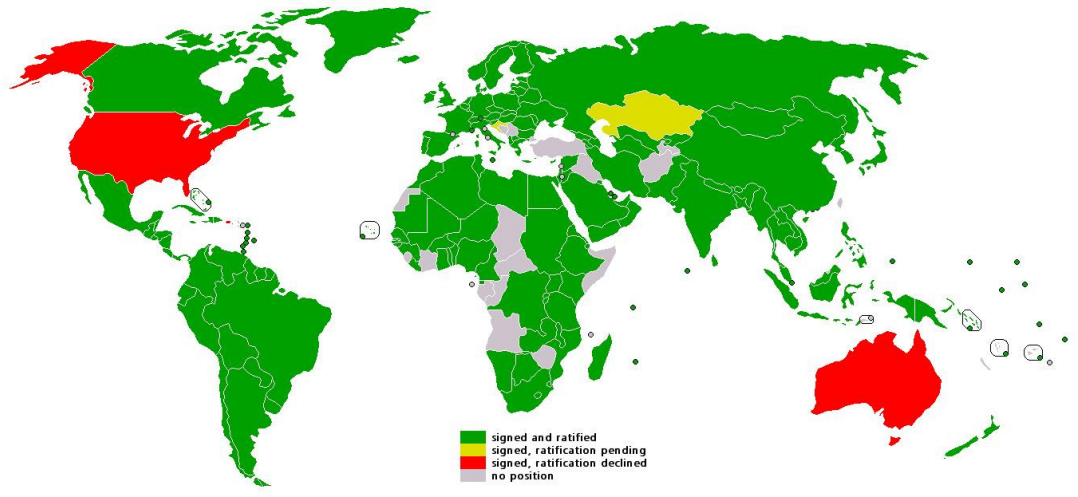 signed and ratified
signed, ratification pending
signed, ratification declined
no position